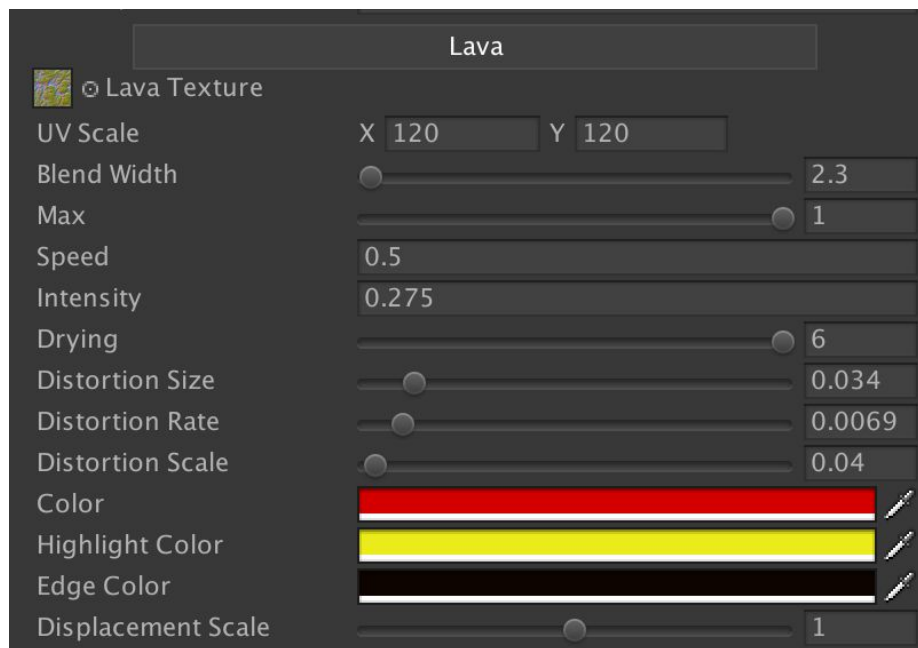 Lava
Lava Texture
UV Scale X 120 Y 120
Blend Width 2.3
Max 1
Speed 0.5
Intensity 0.275
Drying 6
Distortion Size 0.034
Distortion Rate 0.0069
Distortion Scale 0.04
Color
Highlight Color
Edge Color
Displacement Scale 1